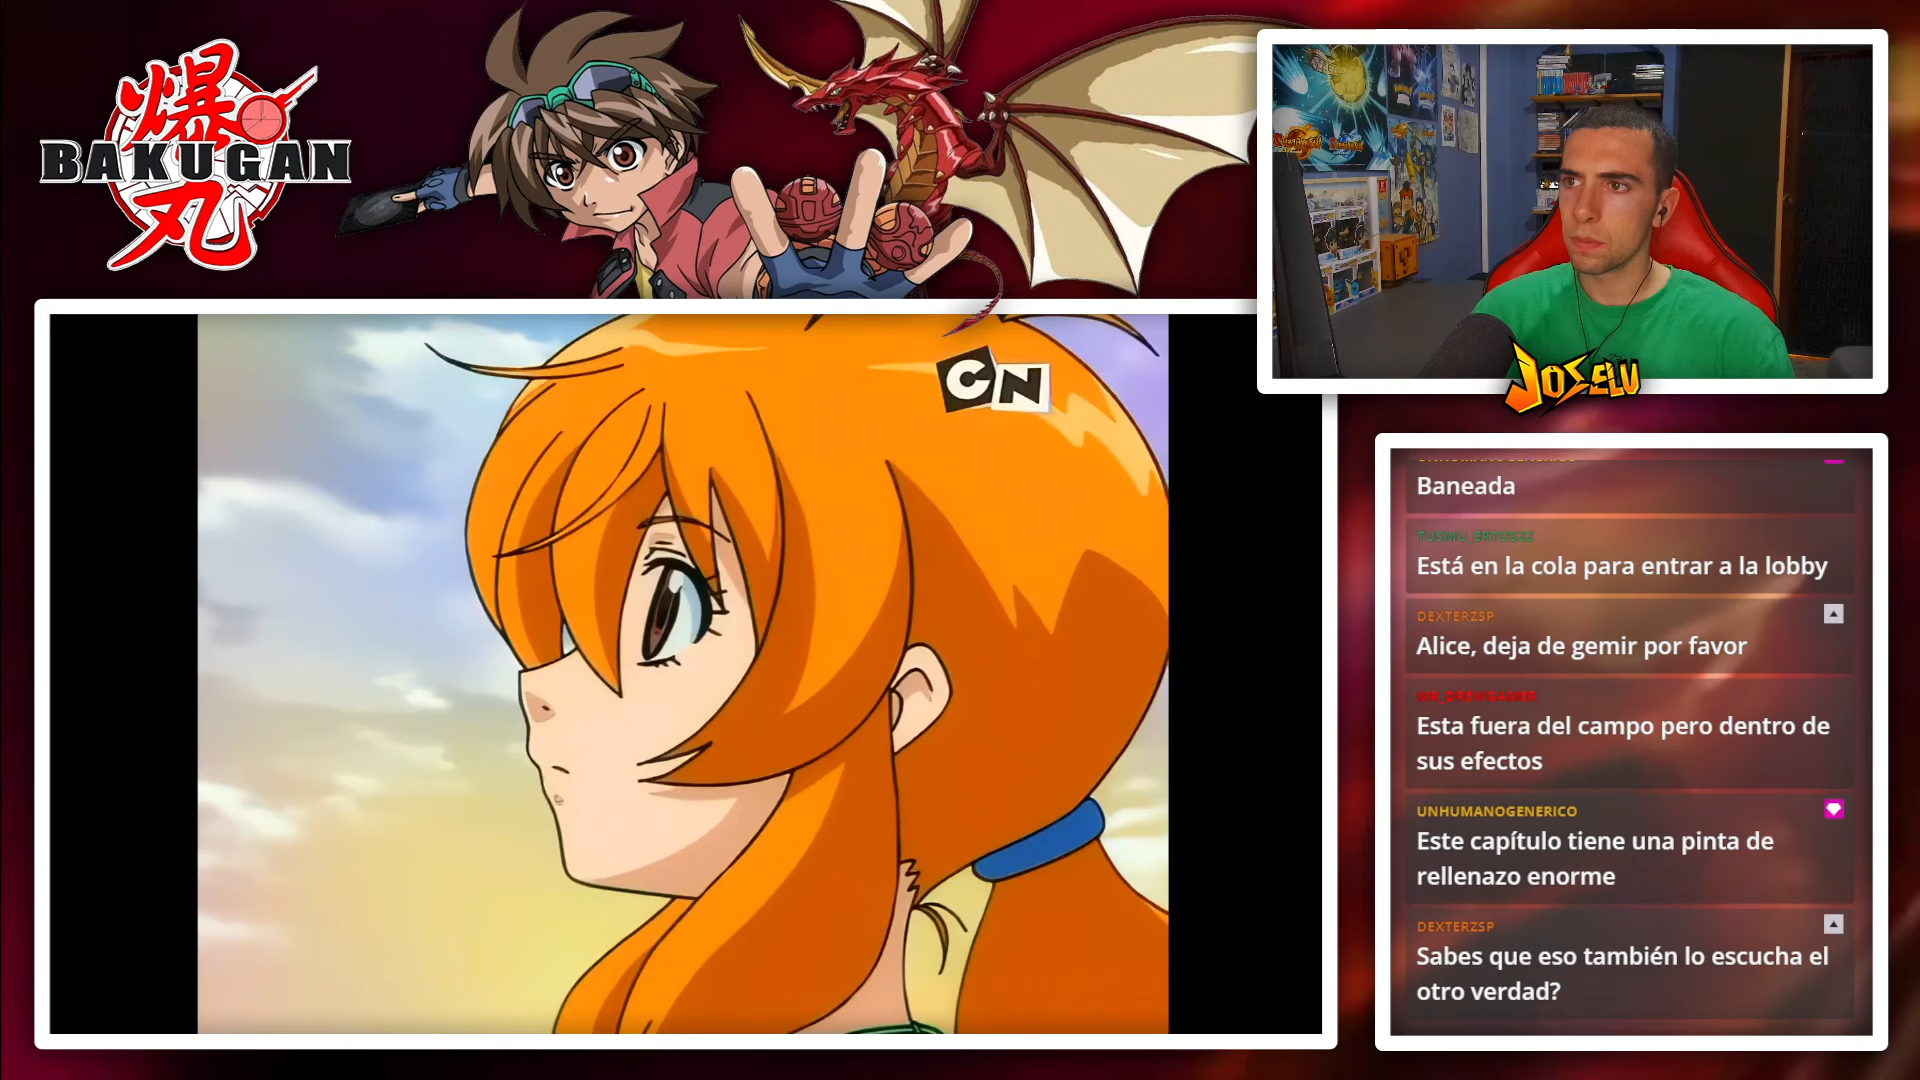 爆
BAKUGAN
丸
CN
JOSELU
Baneada
TUSMU_ERTOS22
Está en la cola para entrar a la lobby
DEXTERZSP
Alice, deja de gemir por favor
MR_DREWGAMER
Esta fuera del campo pero dentro de
sus efectos
UNHUMANOGENERICO
Este capítulo tiene una pinta de
rellenazo enorme
DEXTERZSP
Sabes que eso también lo escucha el
otro verdad?